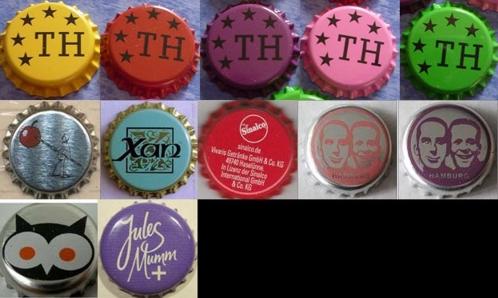 TH
TH
TH
TH
TH
Xan
Sinalco
sinalco.de
Vivaris Getränke GmbH & Co. KG
49740 Haselünne
in Lizenz der Sinalco
International GmbH
& Co. KG
HAMBURG
Jules
Mumm
+